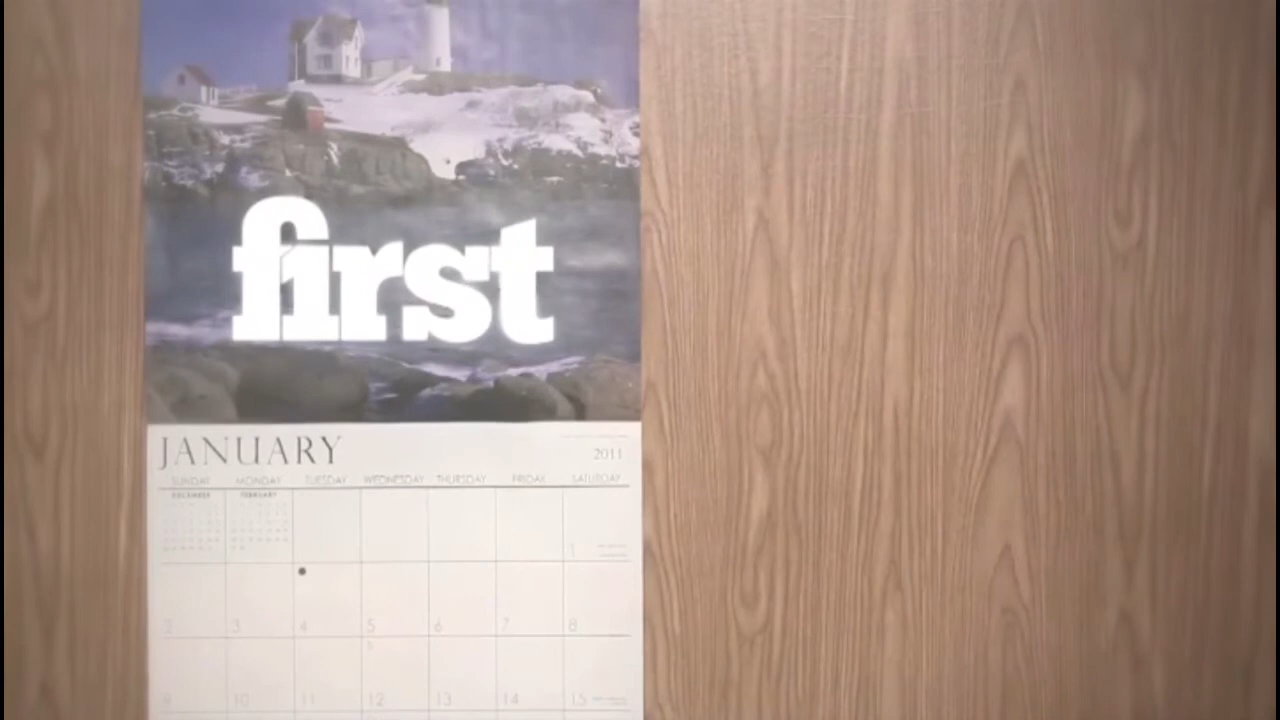 first
JANUARY
2011
SUNDAY MONDAY TUESDAY WEDNESDAY THURSDAY FRIDAY SATURDAY
DECEMBER FEBRUARY
1
2 3 4 5 6 7 8
9 10 11 12 13 14 15